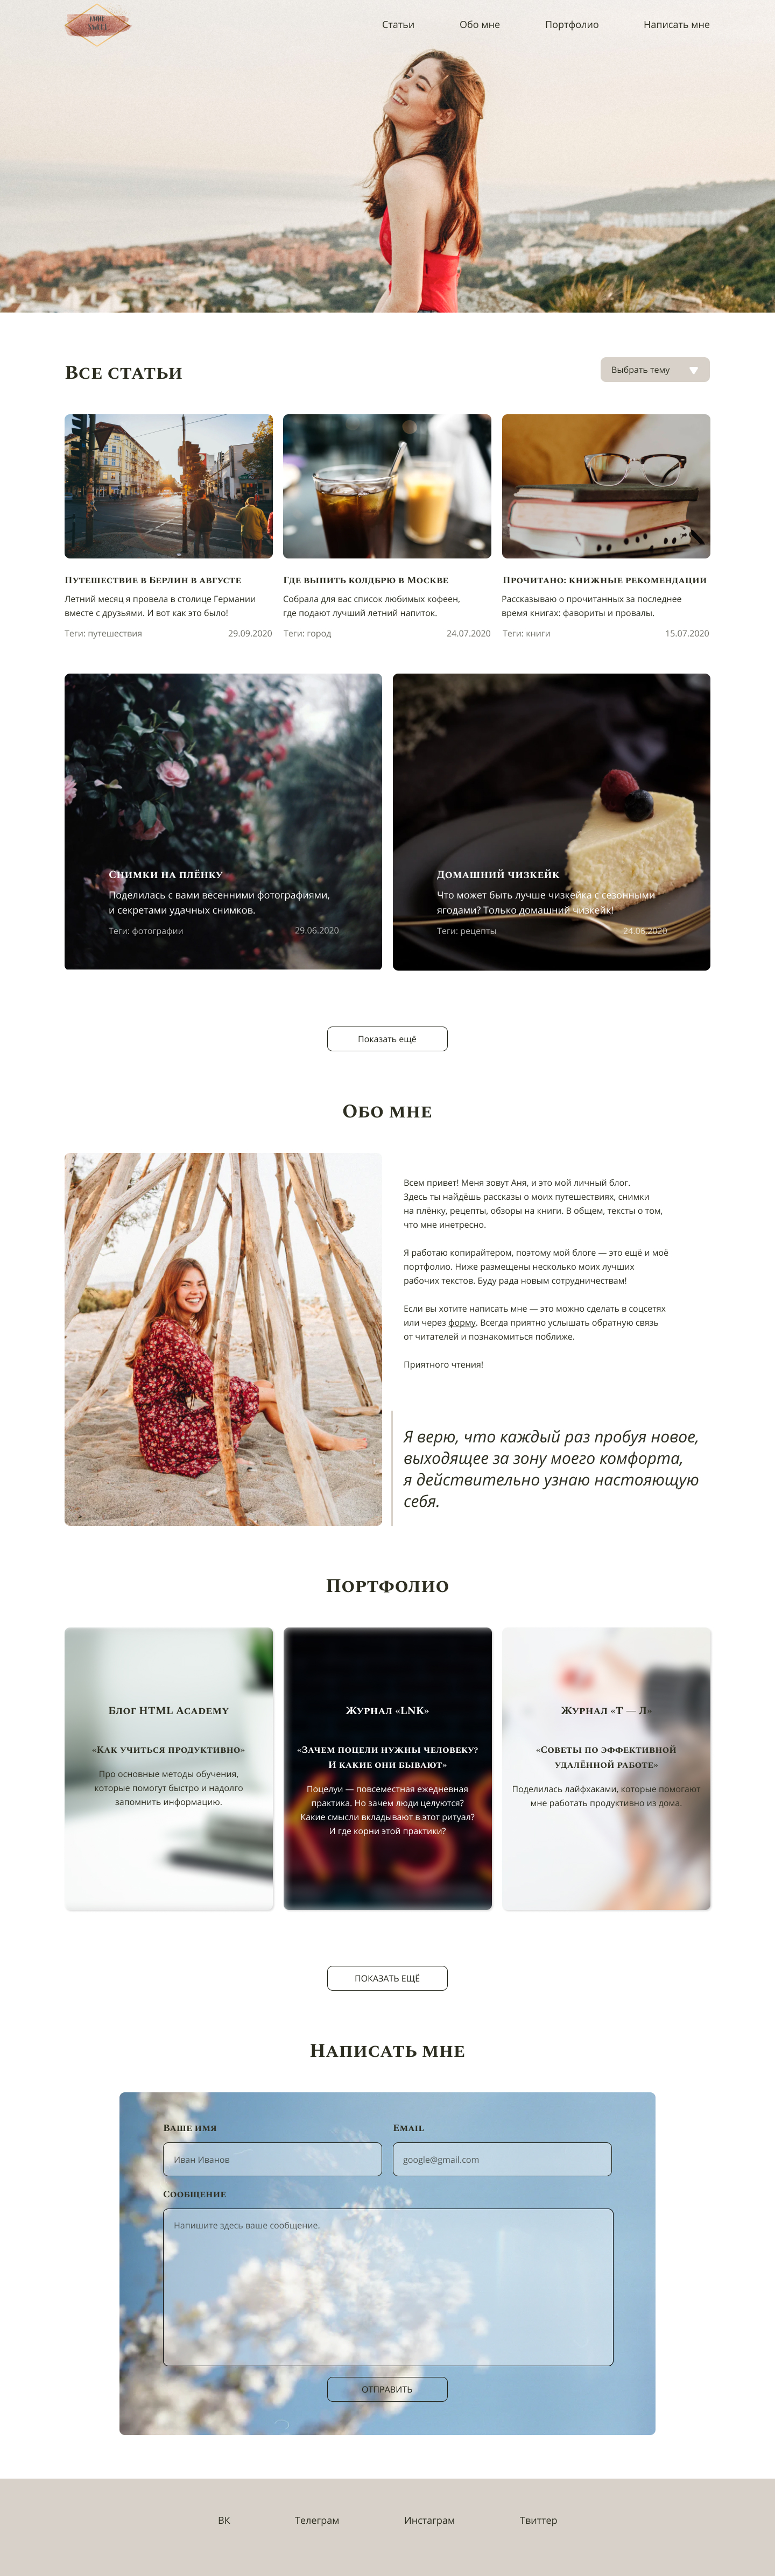 Статьи
Обо мне
Портфолио
Написать мне
Все статьи
Выбрать тему
Путешествие в Берлин в августе
Летний месяц я провела в столице Германии
вместе с друзьями. И вот как это было!
Теги: путешествия
29.09.2020
Где выпить колдбрю в Москве
Собрала для вас список любимых кофеен,
где подают лучший летний напиток.
Теги: город
24.07.2020
Прочитано: книжные рекомендации
Рассказываю о прочитанных за последнее
время книгах: фавориты и провалы.
Теги: книги
15.07.2020
Снимки на плёнку
Поделилась с вами весенними фотографиями,
и секретами удачных снимков.
Теги: фотографии
29.06.2020
Домашний чизкейк
Что может быть лучше чизкейка с сезонными
ягодами? Только домашний чизкейк!
Теги: рецепты
24.06.2020
Показать ещё
Обо мне
Всем привет! Меня зовут Аня, и это мой личный блог.
Здесь ты найдёшь рассказы о моих путешествиях, снимки
на плёнку, рецепты, обзоры на книги. В общем, тексты о том,
что мне инетресно.
Я работаю копирайтером, поэтому мой блоге — это ещё и моё
портфолио. Ниже размещены несколько моих лучших
рабочих текстов. Буду рада новым сотрудничествам!
Если вы хотите написать мне — это можно сделать в соцсетях
или через форму. Всегда приятно услышать обратную связь
от читателей и познакомиться поближе.
Приятного чтения!
Я верю, что каждый раз пробуя новое,
выходящее за зону моего комфорта,
я действительно узнаю настояющую
себя.
Портфолио
Блог HTML Academy
«Как учиться продуктивно»
Про основные методы обучения,
которые помогут быстро и надолго
запомнить информацию.
Журнал «LNK»
«Зачем поцели нужны человеку?
И какие они бывают»
Поцелуи — повсеместная ежедневная
практика. Но зачем люди целуются?
Какие смысли вкладывают в этот ритуал?
И где корни этой практики?
Журнал «Т — Л»
«Советы по эффективной
удалённой работе»
Поделилась лайфхаками, которые помогают
мне работать продуктивно из дома.
ПОКАЗАТЬ ЕЩЁ
Написать мне
Ваше имя
Email
Иван Иванов
google@gmail.com
Сообщение
Напишите здесь ваше сообщение.
ОТПРАВИТЬ
ВК
Телеграм
Инстаграм
Твиттер